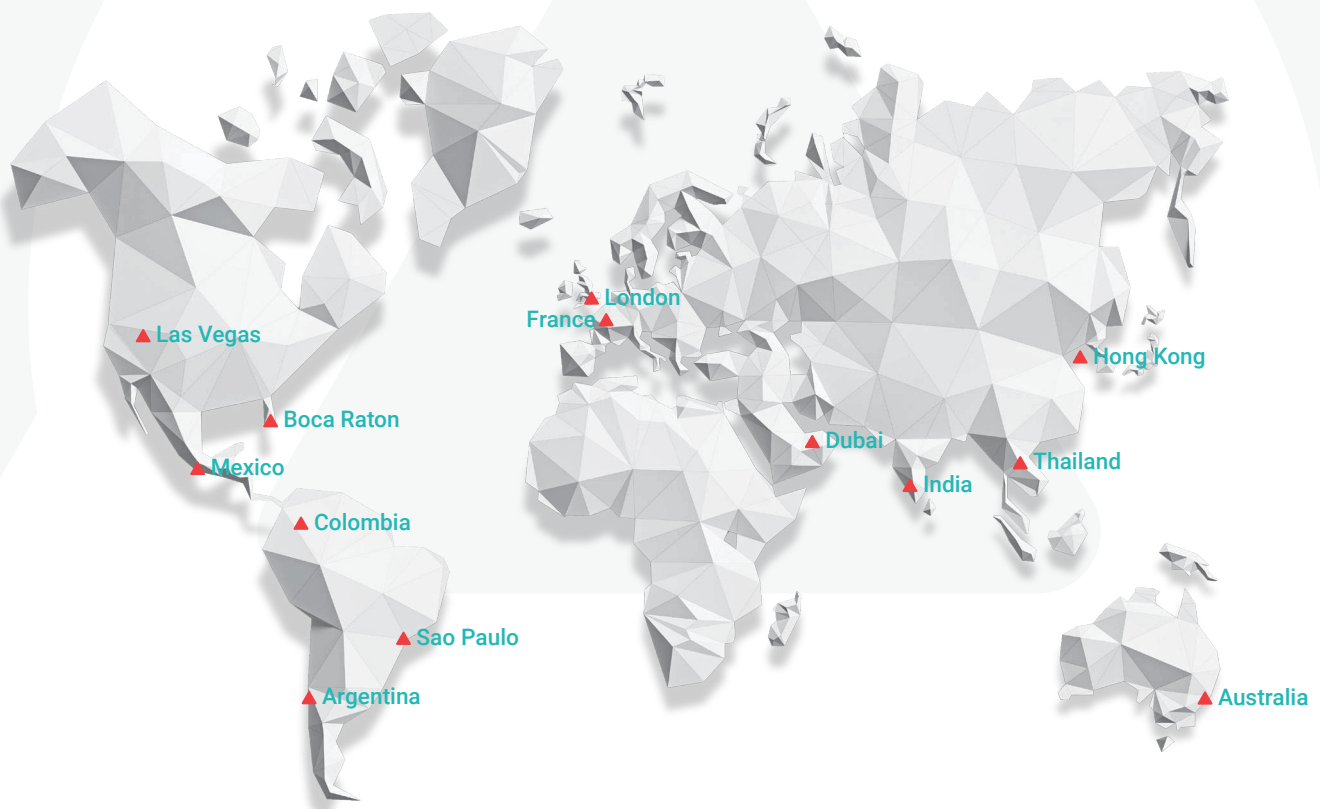 London
France
Las Vegas
Hong Kong
Boca Raton
Dubai
Thailand
Mexico
India
Colombia
Sao Paulo
Argentina
Australia